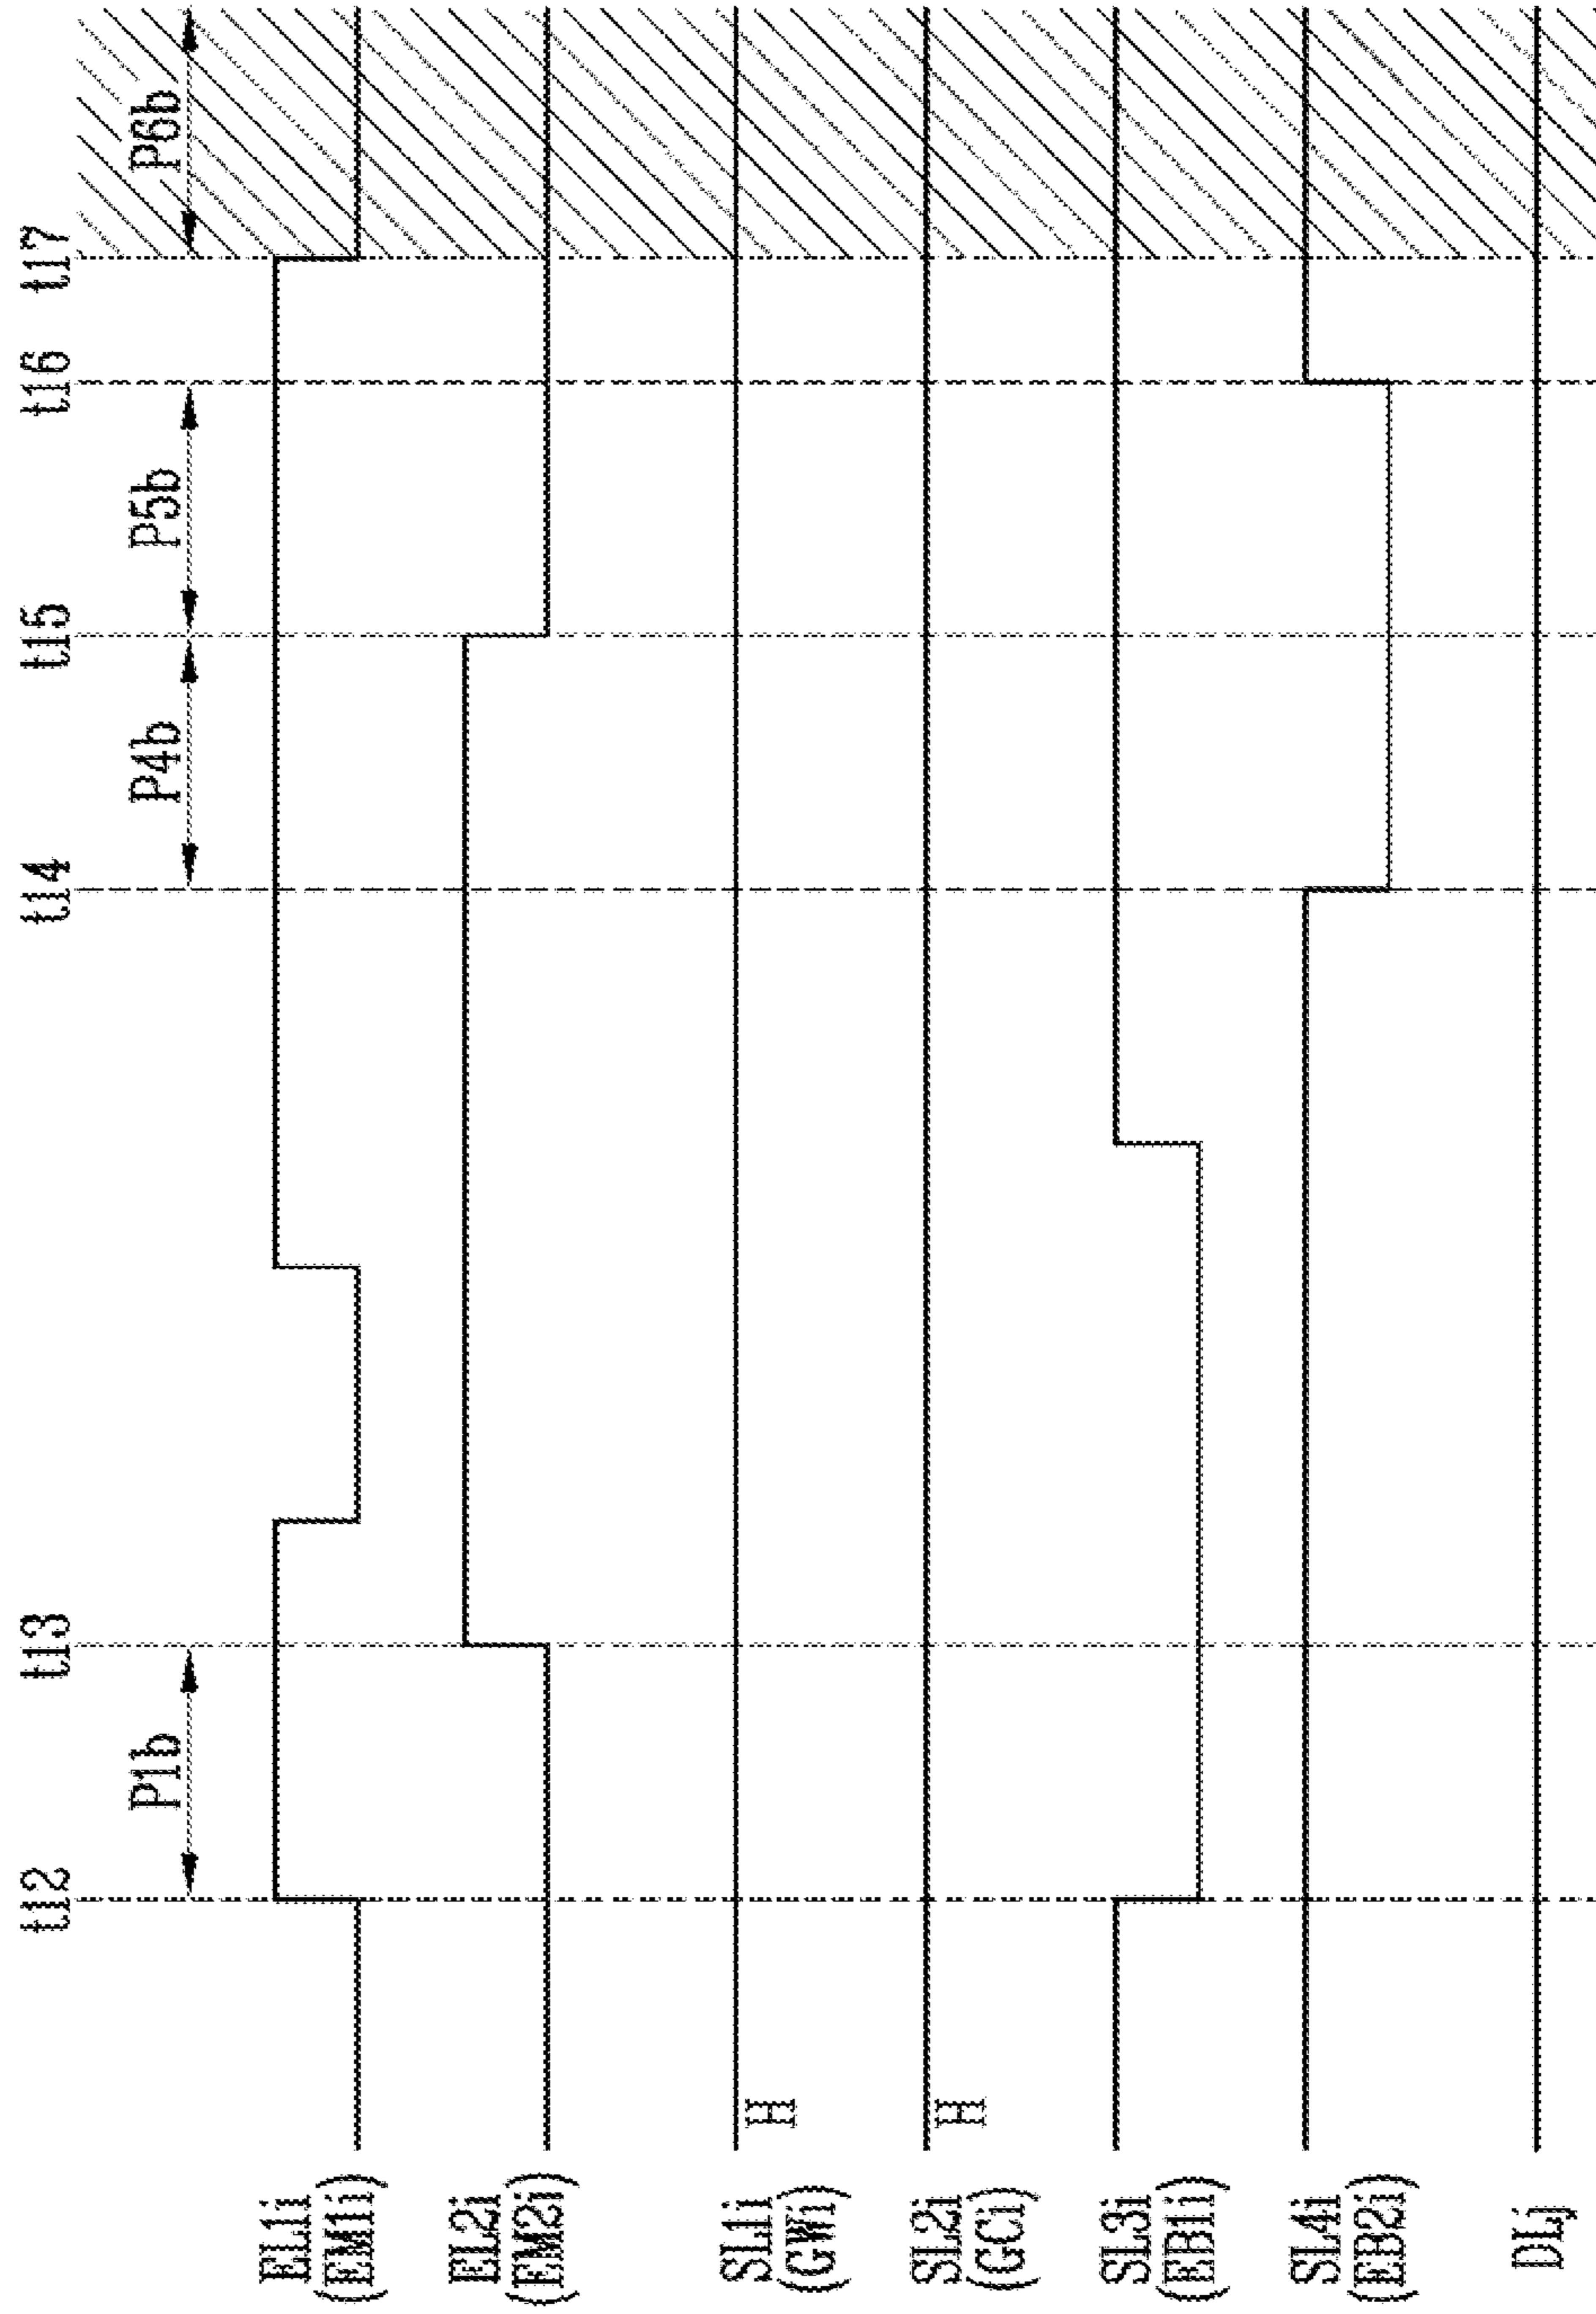 t12 t13 t14 t15 t16 t17
P1b P4b P5b P6b
EL1i
(EM1i)
EL2i
(EM2i)
SL1i
(GWi)
H
SL2i
(GCi)
H
SL3i
(EB1i)
SL4i
(EB2i)
DLj